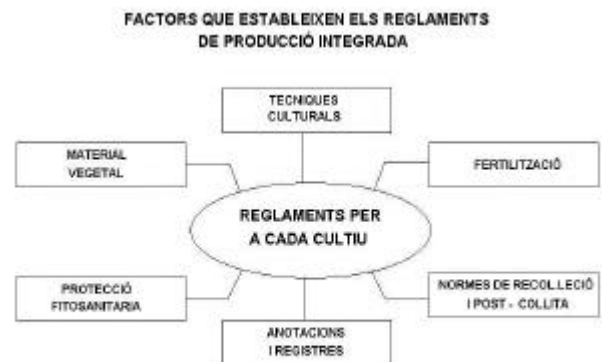 FACTORS QUE ESTABLEIXEN ELS REGLAMENTS
DE PRODUCCIÓ INTEGRADA
TECNIQUES
CULTURALS
MATERIAL
VEGETAL
FERTILITZACIÓ
REGLAMENTS PER
A CADA CULTIU
PROTECCIÓ
FITOSANITARIA
NORMES DE RECOL.LECIÓ
I POST - COLLITA
ANOTACIONS
I REGISTRES